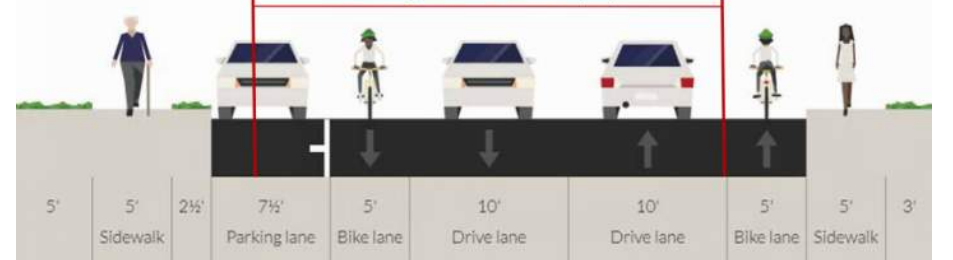 5' 5' 2½' 7½' 5' 10' 10' 5' 5' 3'
Sidewalk Parking lane Bike lane Drive lane Drive lane Bike lane Sidewalk